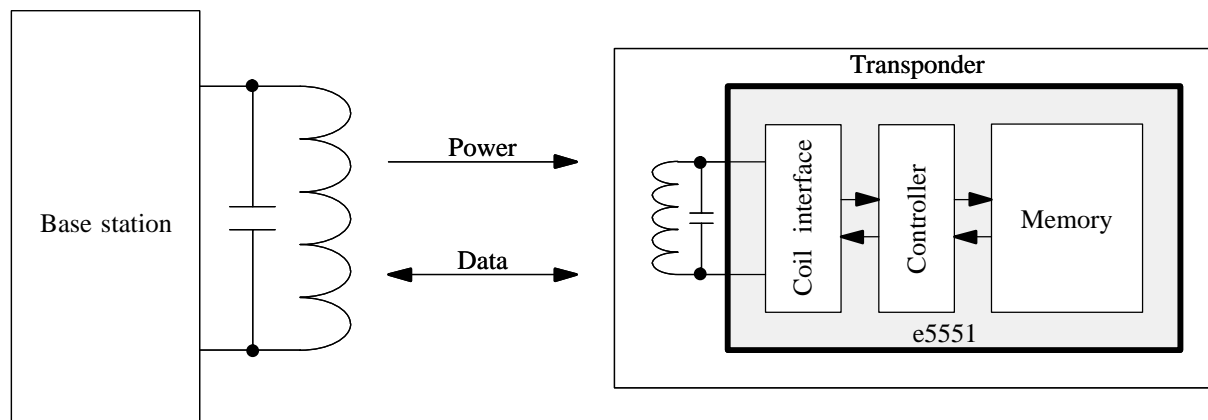 Base station
Power
Data
Transponder
Coil interface
Controller
Memory
e5551